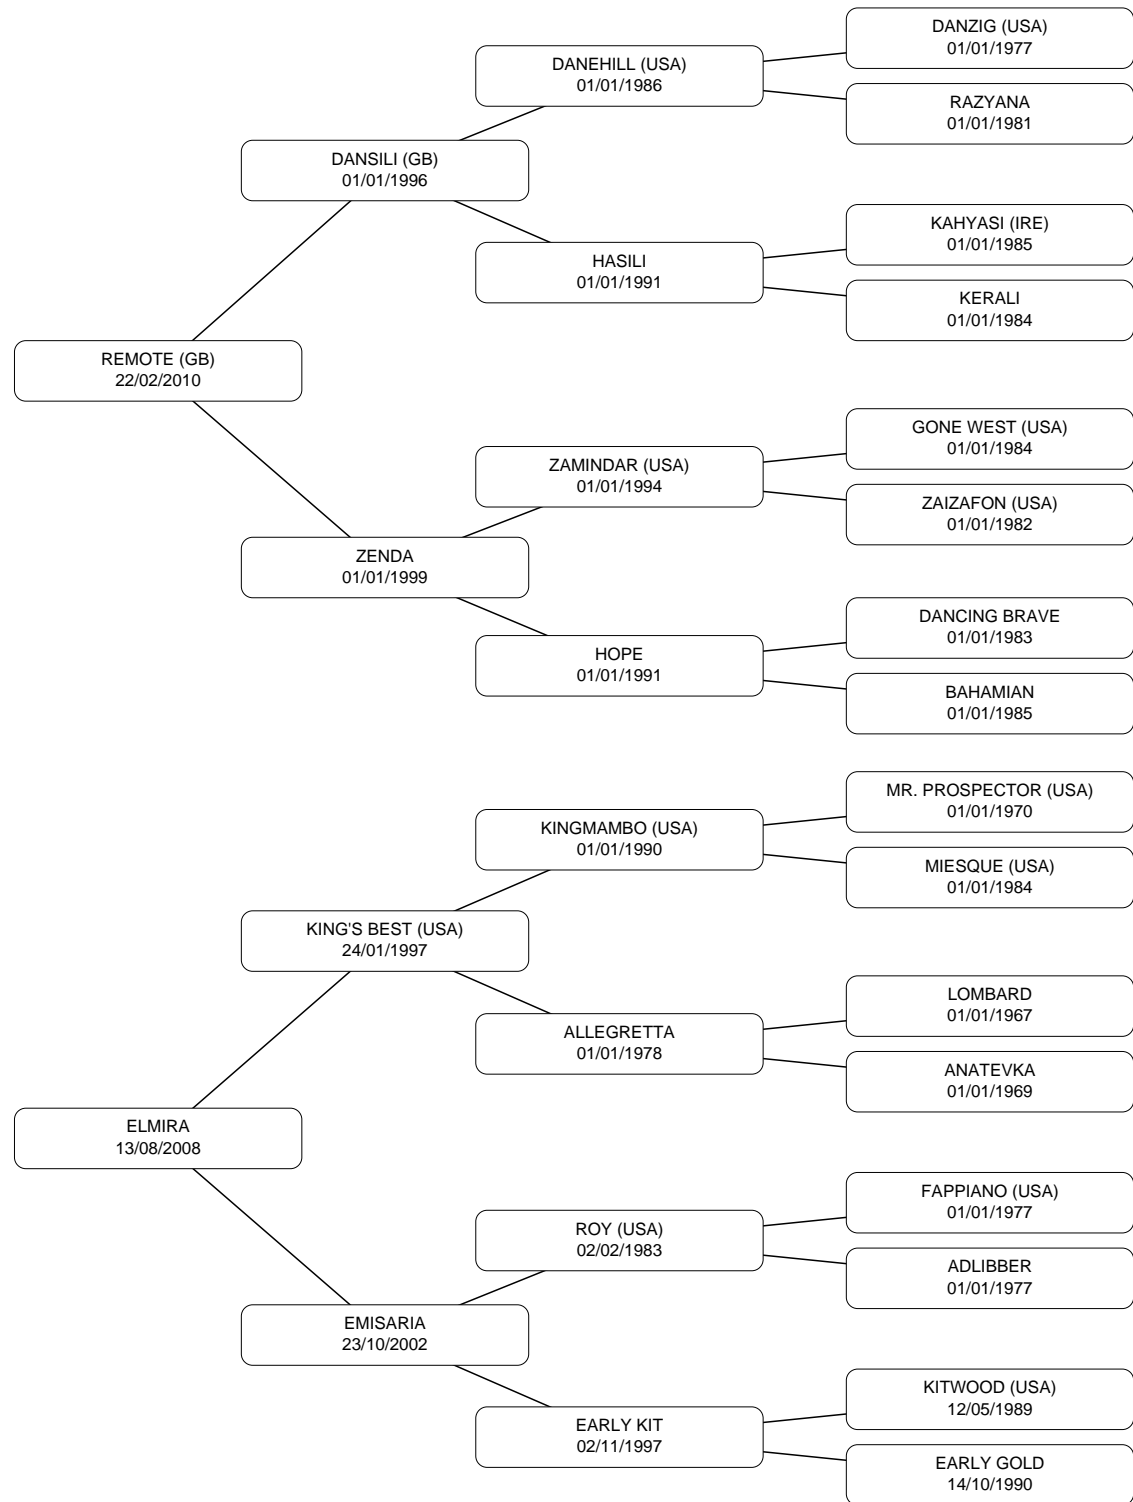 DANZIG (USA)
01/01/1977
DANEHILL (USA)
01/01/1986
RAZYANA
01/01/1981
DANSILI (GB)
01/01/1996
KAHYASI (IRE)
01/01/1985
HASILI
01/01/1991
KERALI
01/01/1984
REMOTE (GB)
22/02/2010
GONE WEST (USA)
01/01/1984
ZAMINDAR (USA)
01/01/1994
ZAIZAFON (USA)
01/01/1982
ZENDA
01/01/1999
DANCING BRAVE
01/01/1983
HOPE
01/01/1991
BAHAMIAN
01/01/1985
MR. PROSPECTOR (USA)
01/01/1970
KINGMAMBO (USA)
01/01/1990
MIESQUE (USA)
01/01/1984
KING'S BEST (USA)
24/01/1997
LOMBARD
01/01/1967
ALLEGRETTA
01/01/1978
ANATEVKA
01/01/1969
ELMIRA
13/08/2008
FAPPIANO (USA)
01/01/1977
ROY (USA)
02/02/1983
ADLIBBER
01/01/1977
EMISARIA
23/10/2002
KITWOOD (USA)
12/05/1989
EARLY KIT
02/11/1997
EARLY GOLD
14/10/1990